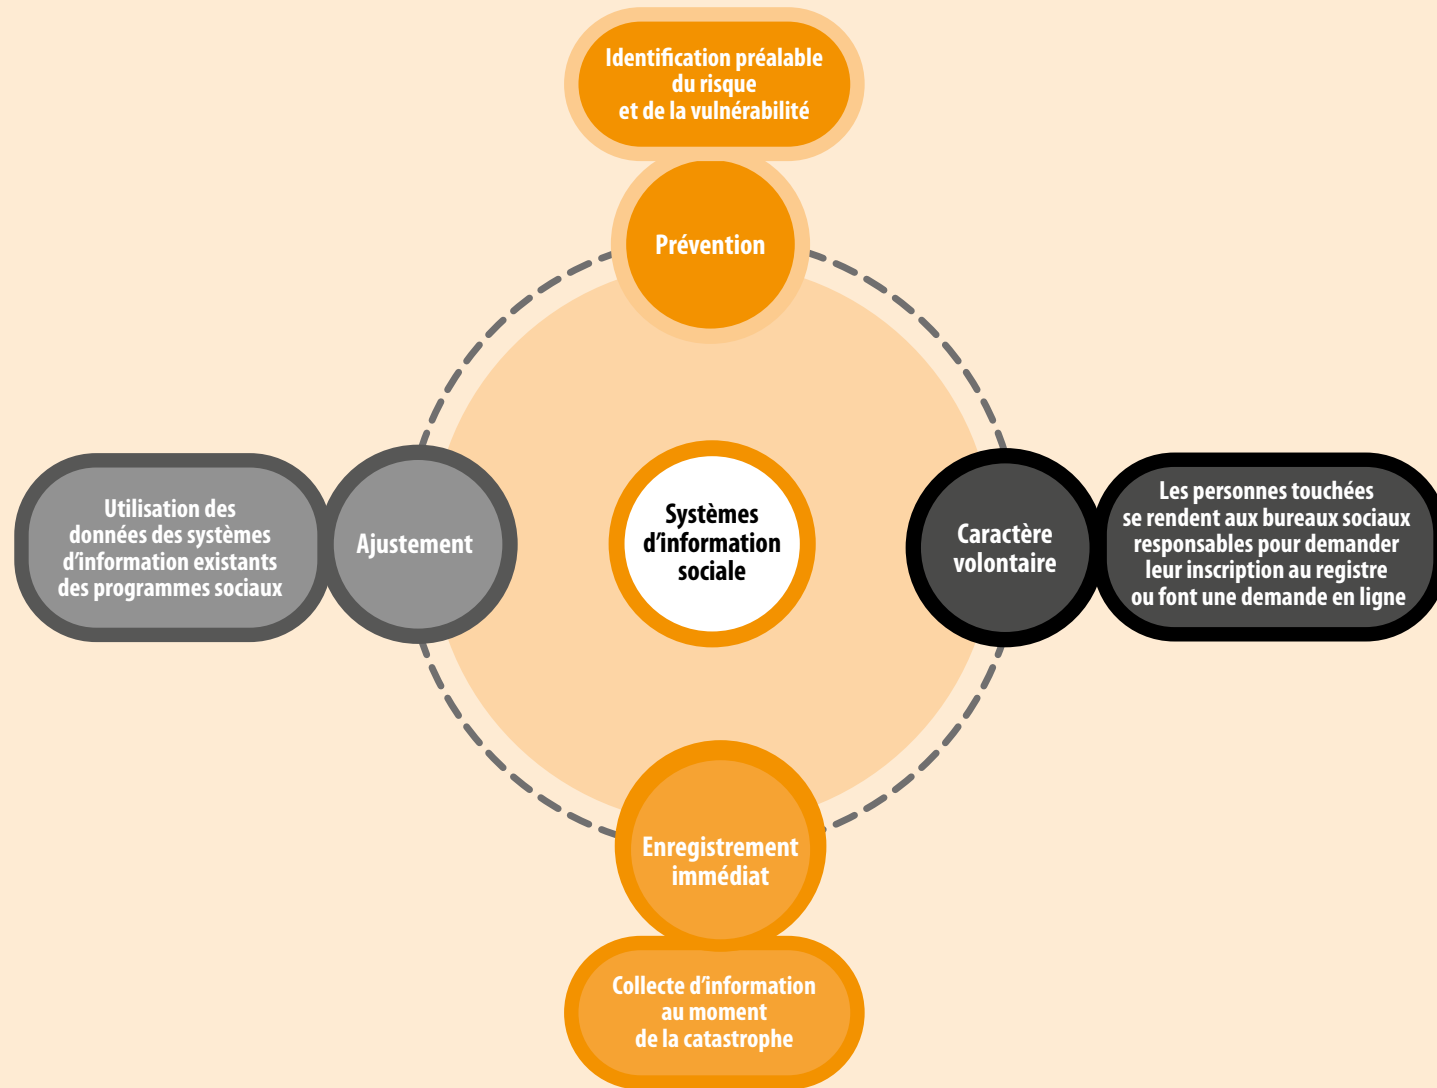 Identification préalable
du risque
et de la vulnérabilité
Prévention
Utilisation des
données des systèmes
d'information existants
des programmes sociaux
Ajustement
Systèmes
d'information
sociale
Caractère
volontaire
Les personnes touchées
se rendent aux bureaux sociaux
responsables pour demander
leur inscription au registre
ou font une demande en ligne
Enregistrement
immédiat
Collecte d'information
au moment
de la catastrophe